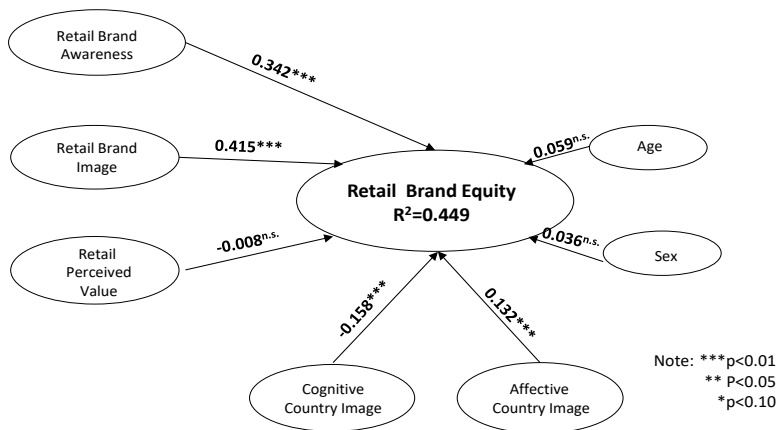 Retail Brand
Awareness
0.342***
Retail Brand
Image
0.415***
Retail
Perceived
Value
-0.008n.s.
Retail Brand Equity
R²=0.449
0.059n.s.
Age
0.036n.s.
Sex
-0.158***
Cognitive
Country Image
0.132***
Affective
Country Image
Note: ***p<0.01
** P<0.05
*p<0.10